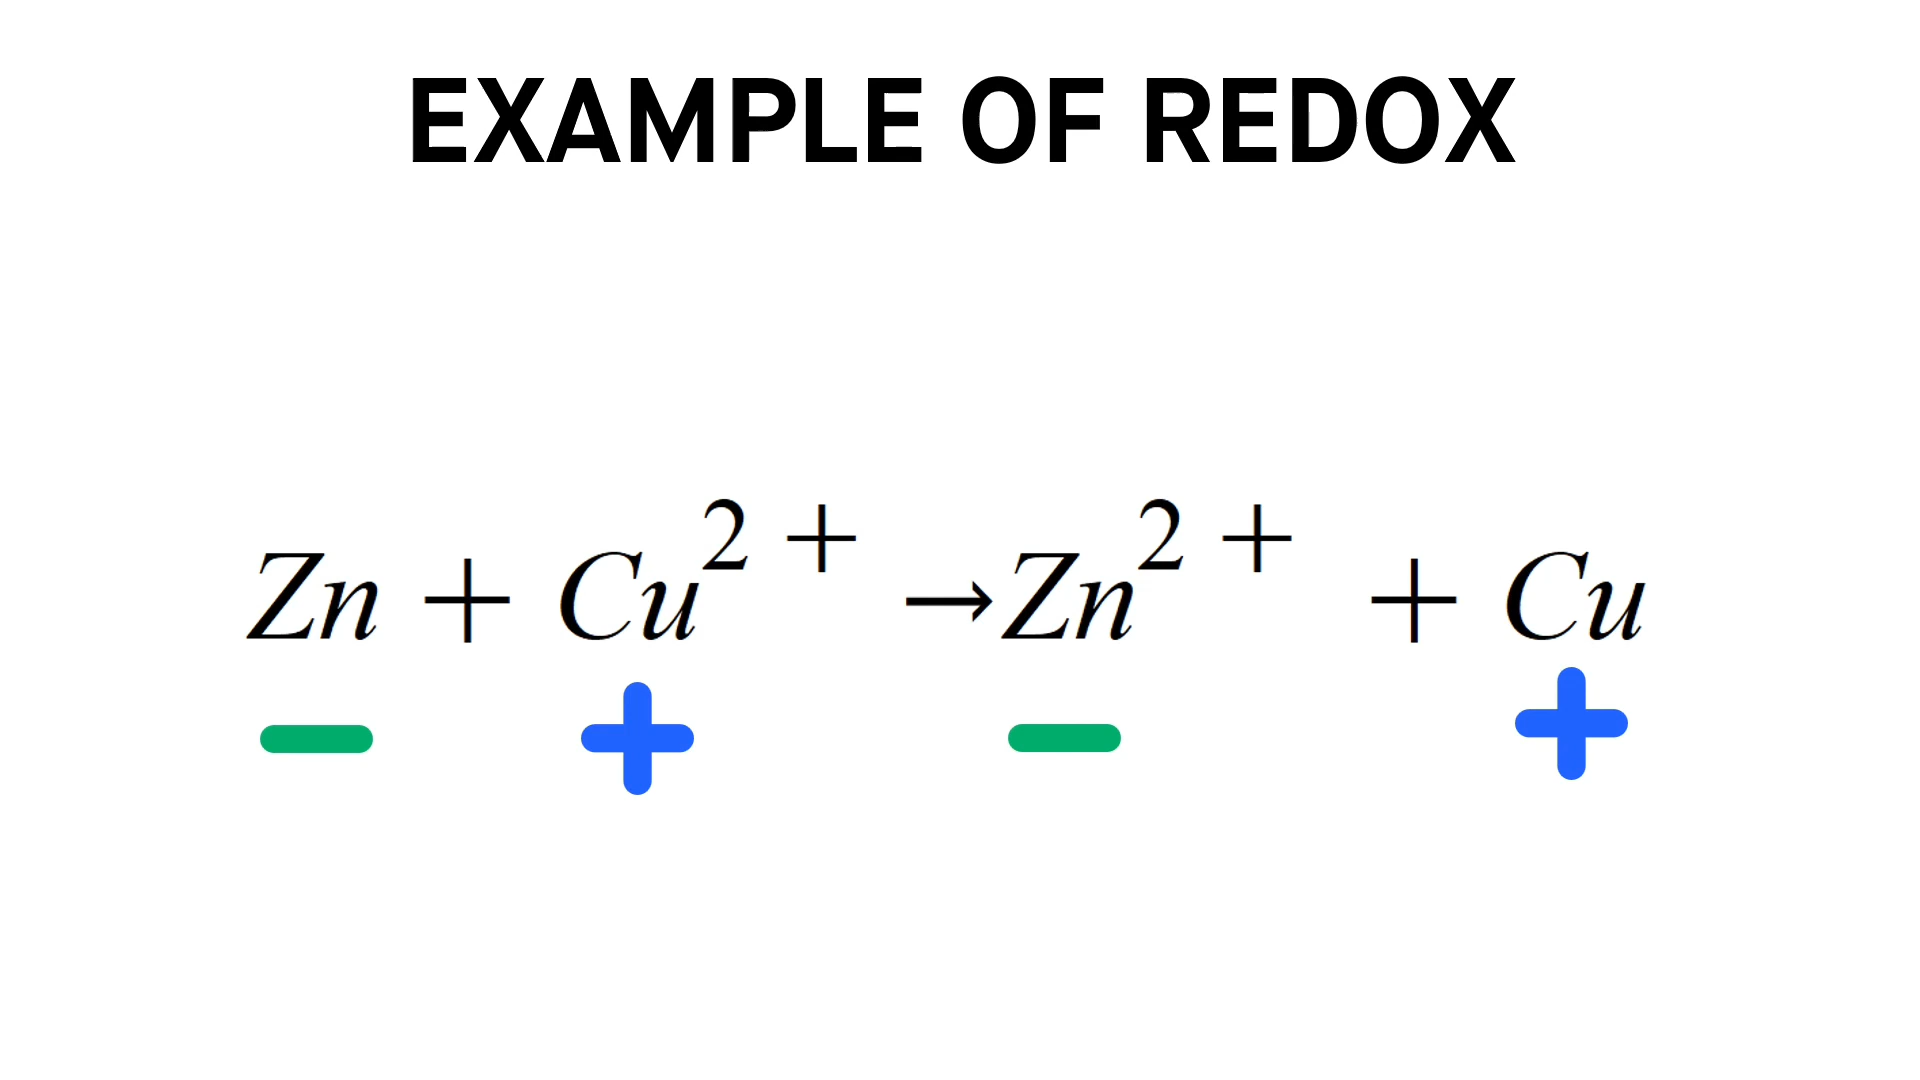 EXAMPLE OF REDOX
Zn + Cu²⁺ → Zn²⁺ + Cu
− + − +